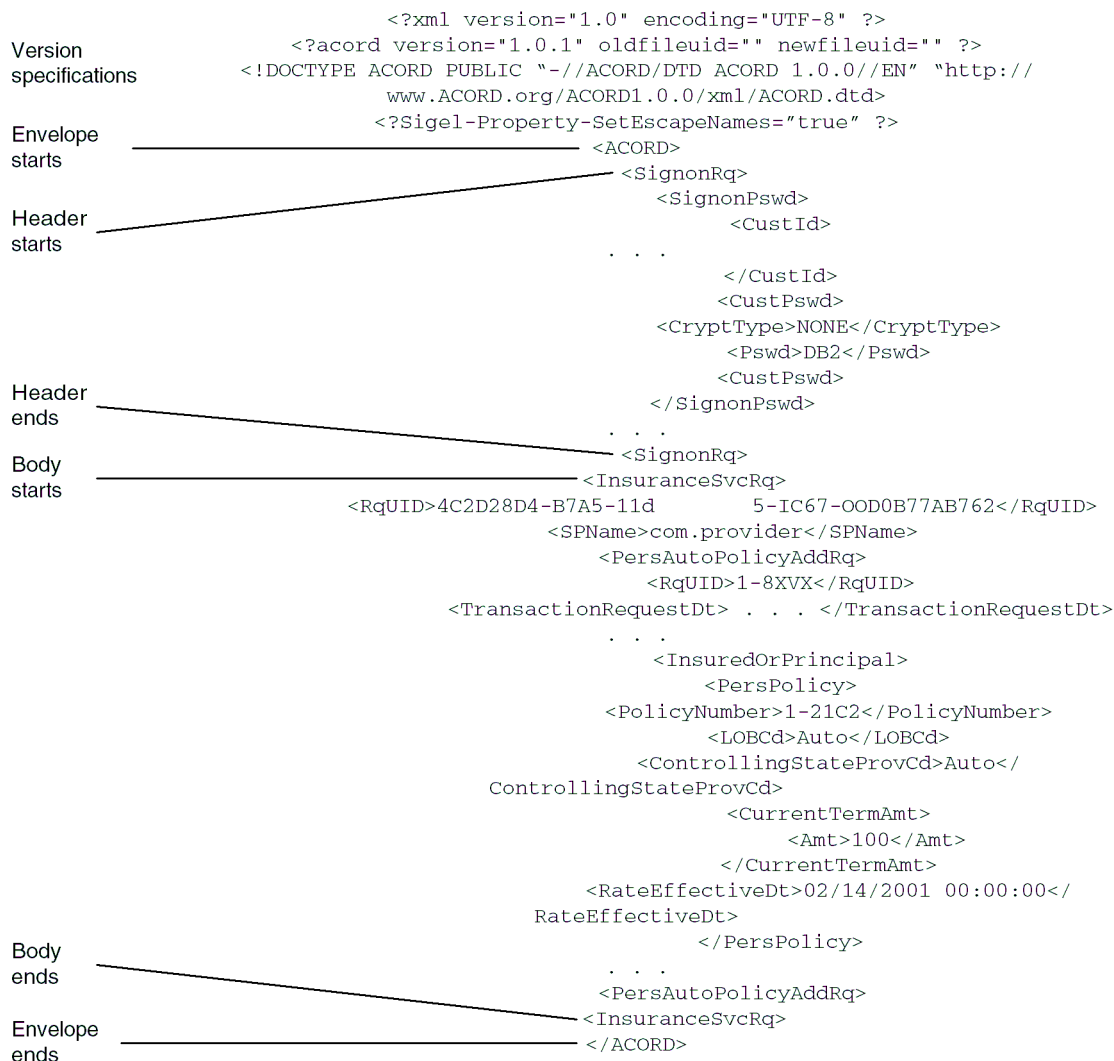 <?xml version="1.0" encoding="UTF-8" ?>
<?acord version="1.0.1" oldfileuid="" newfileuid="" ?>
Version
specifications
<!DOCTYPE ACORD PUBLIC “-//ACORD/DTD ACORD 1.0.0//EN” “http://
www.ACORD.org/ACORD1.0.0/xml/ACORD.dtd>
<?Sigel-Property-SetEscapeNames=”true” ?>
Envelope
starts
<ACORD>
<SignonRq>
<SignonPswd>
Header
starts
<CustId>
. . .
</CustId>
<CustPswd>
<CryptType>NONE</CryptType>
<Pswd>DB2</Pswd>
<CustPswd>
Header
ends
</SignonPswd>
. . .
<SignonRq>
Body
starts
<InsuranceSvcRq>
<RqUID>4C2D28D4-B7A5-11d 5-IC67-OOD0B77AB762</RqUID>
<SPName>com.provider</SPName>
<PersAutoPolicyAddRq>
<RqUID>1-8XVX</RqUID>
<TransactionRequestDt> . . . </TransactionRequestDt>
. . .
<InsuredOrPrincipal>
<PersPolicy>
<PolicyNumber>1-21C2</PolicyNumber>
<LOBCd>Auto</LOBCd>
<ControllingStateProvCd>Auto</
ControllingStateProvCd>
<CurrentTermAmt>
<Amt>100</Amt>
</CurrentTermAmt>
<RateEffectiveDt>02/14/2001 00:00:00</
RateEffectiveDt>
</PersPolicy>
Body
ends
. . .
<PersAutoPolicyAddRq>
<InsuranceSvcRq>
Envelope
ends
</ACORD>